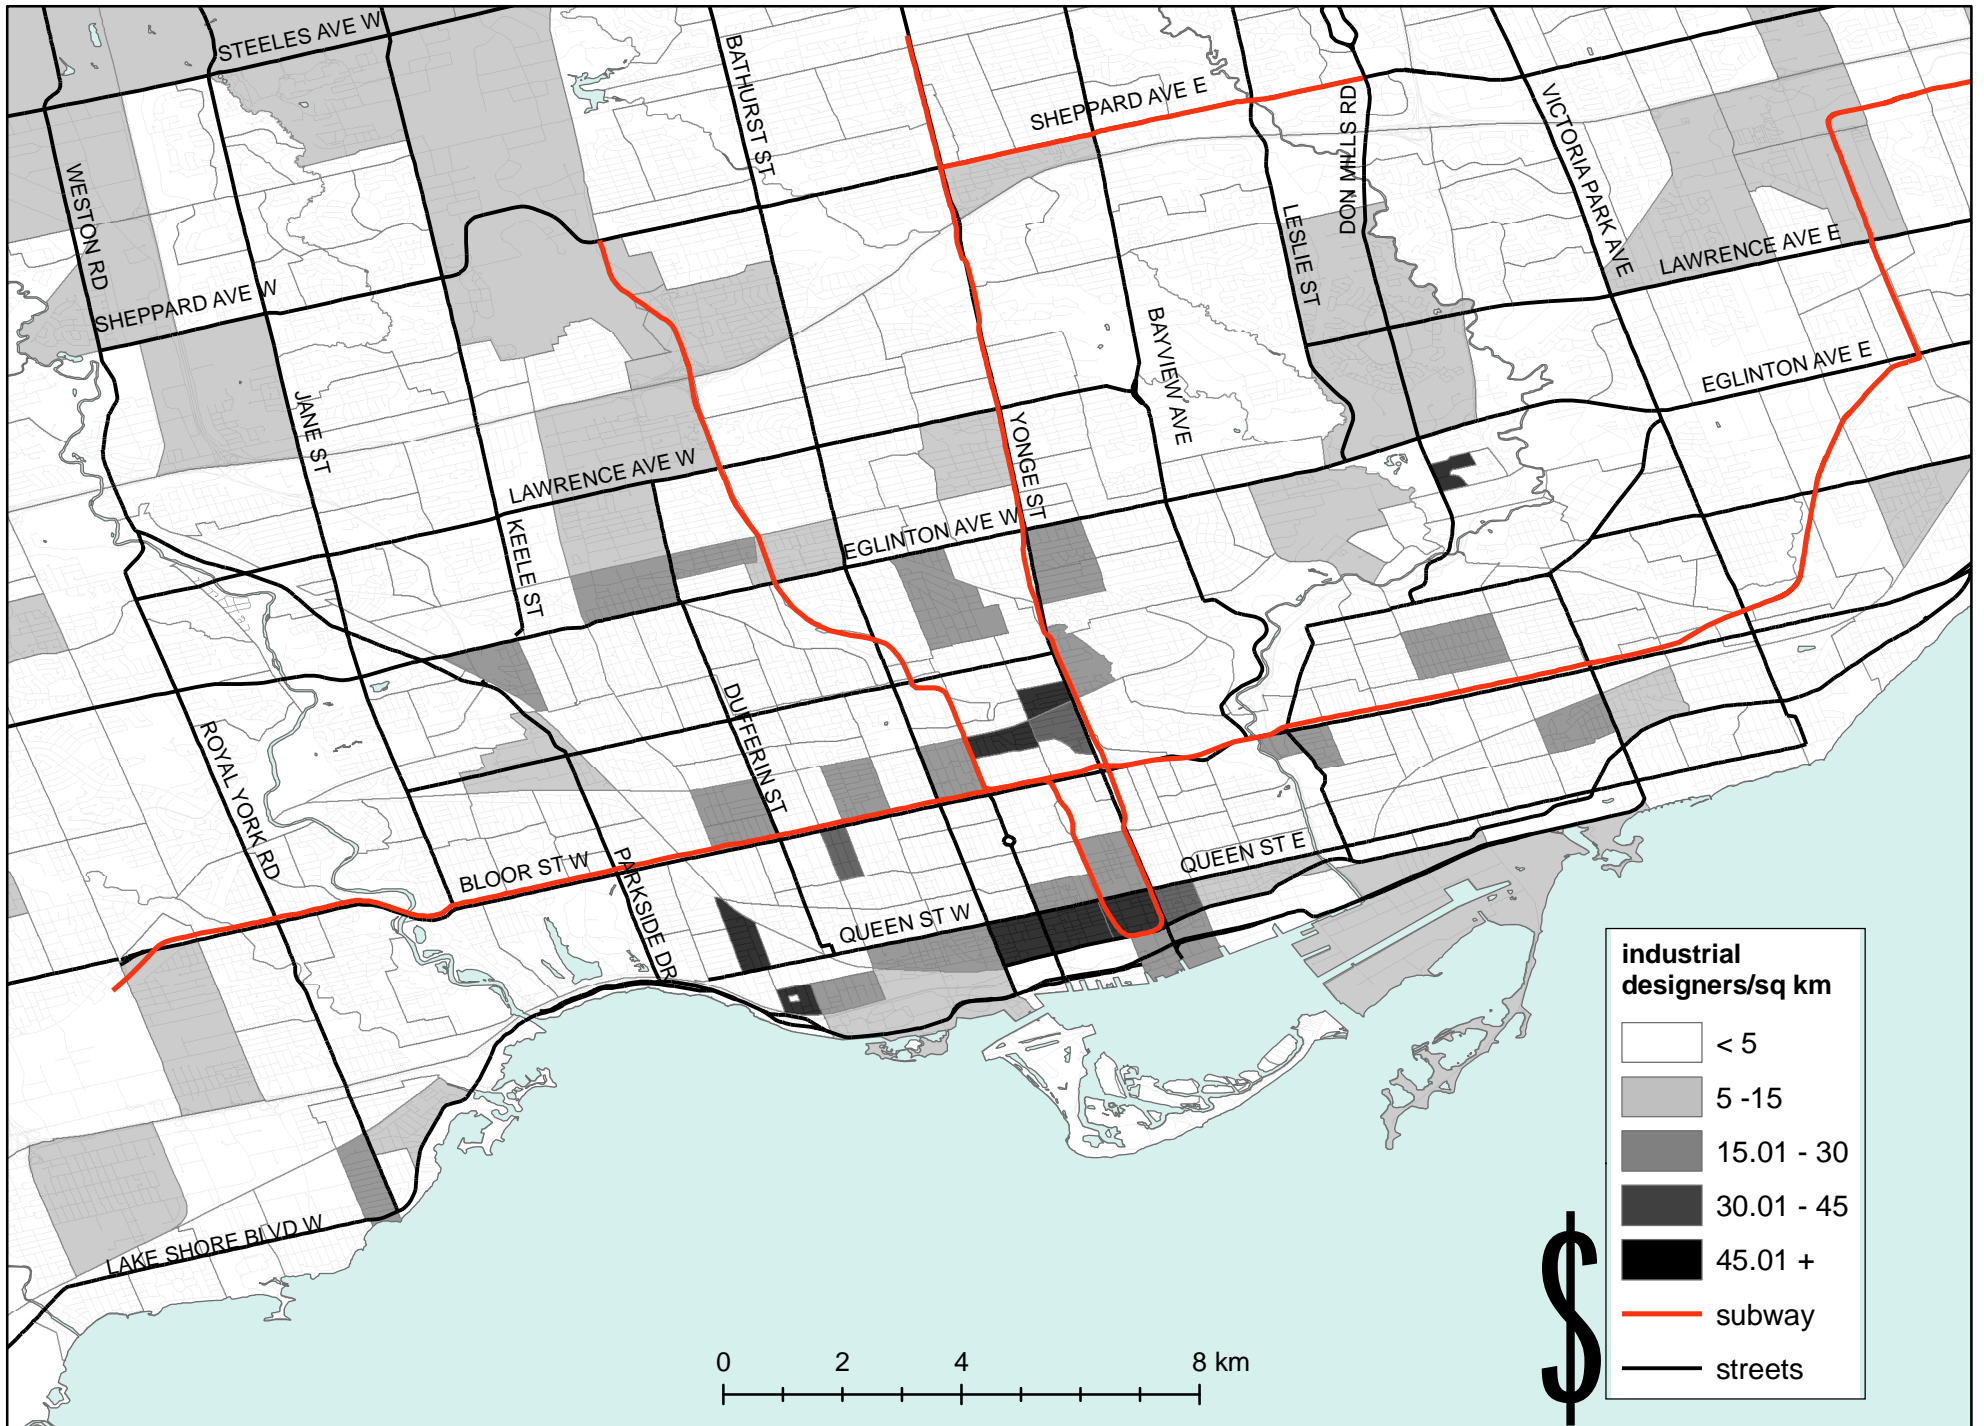 STEELES AVE W
BATHURST ST
SHEPPARD AVE E
DON MILLS RD
VICTORIA PARK AVE
WESTON RD
LESLIE ST
LAWRENCE AVE E
SHEPPARD AVE W
BAYVIEW AVE
EGLINTON AVE E
JANE ST
YONGE ST
LAWRENCE AVE W
KEELE ST
EGLINTON AVE W
DUFFERIN ST
ROYAL YORK RD
BLOOR ST W
PARKSIDE DR
QUEEN ST E
QUEEN ST W
LAKE SHORE BLVD W
industrial
designers/sq km
< 5
5 -15
15.01 - 30
30.01 - 45
45.01 +
subway
streets
$
0 2 4 8 km